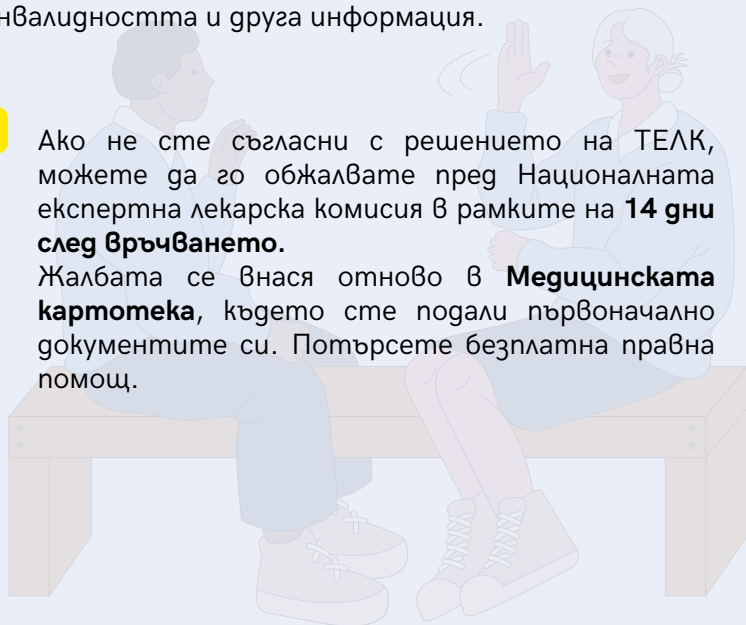 нвалидността и друга информация.
Ако не сте съгласни с решението на ТЕЛК,
можете да го обжалвате пред Националната
експертна лекарска комисия в рамките на 14 дни
след връчването.
Жалбата се внася отново в Медицинската
картотека, където сте подали първоначално
документите си. Потърсете безплатна правна
помощ.